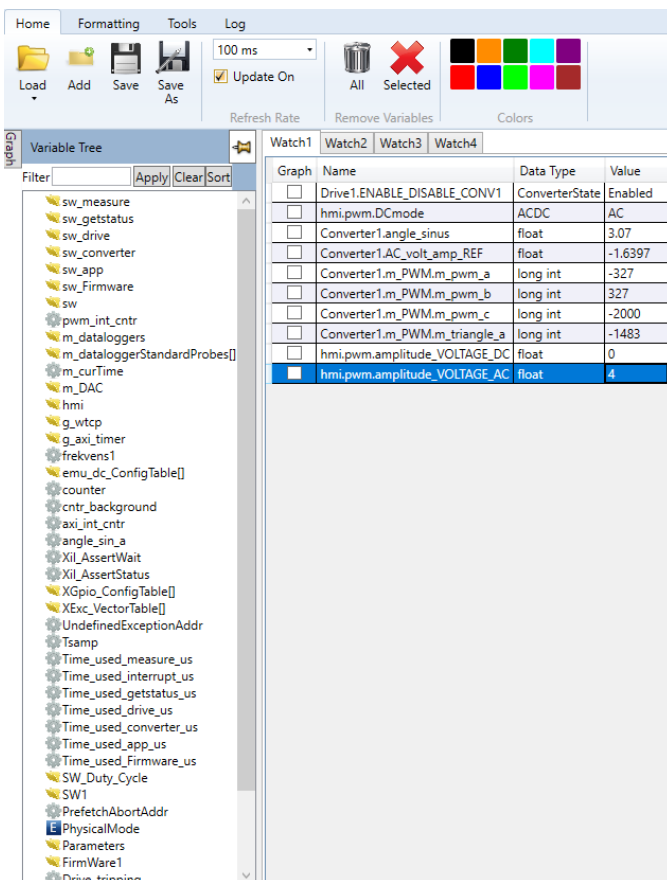 Home Formatting Tools Log
100 ms
Update On
Load Add Save Save As
All Selected
Refresh Rate Remove Variables Colors
Graph
Variable Tree
Filter Apply Clear Sort
sw_measure
sw_getstatus
sw_drive
sw_converter
sw_app
sw_Firmware
sw
pwm_int_cntr
m_dataloggers
m_dataloggerStandardProbes[]
m_curTime
m_DAC
hmi
g_wtcp
g_axi_timer
frekvens1
emu_dc_ConfigTable[]
counter
cntr_background
axi_int_cntr
angle_sin_a
Xil_AssertWait
Xil_AssertStatus
XGpio_ConfigTable[]
XExc_VectorTable[]
UndefinedExceptionAddr
Tsamp
Time_used_measure_us
Time_used_interrupt_us
Time_used_getstatus_us
Time_used_drive_us
Time_used_converter_us
Time_used_app_us
Time_used_Firmware_us
SW_Duty_Cycle
SW1
PrefetchAbortAddr
E PhysicalMode
Parameters
FirmWare1
Drive_tripping
Watch1 Watch2 Watch3 Watch4
Graph Name Data Type Value
Drive1.ENABLE_DISABLE_CONV1 ConverterState Enabled
hmi.pwm.DCmode ACDC AC
Converter1.angle_sinus float 3.07
Converter1.AC_volt_amp_REF float -1.6397
Converter1.m_PWM.m_pwm_a long int -327
Converter1.m_PWM.m_pwm_b long int 327
Converter1.m_PWM.m_pwm_c long int -2000
Converter1.m_PWM.m_triangle_a long int -1483
hmi.pwm.amplitude_VOLTAGE_DC float 0
hmi.pwm.amplitude_VOLTAGE_AC float 4